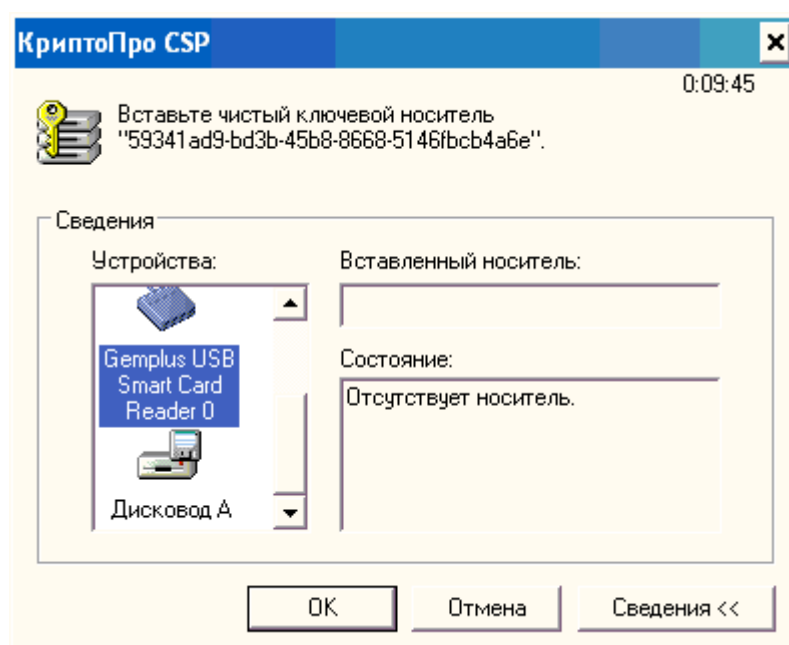 КриптоПро CSP
0:09:45
Вставьте чистый ключевой носитель
"59341ad9-bd3b-45b8-8668-5146fbcb4a6e".
Сведения
Устройства:
Gemplus USB
Smart Card
Reader 0
Дисковод A
Вставленный носитель:
Состояние:
Отсутствует носитель.
OK
Отмена
Сведения <<